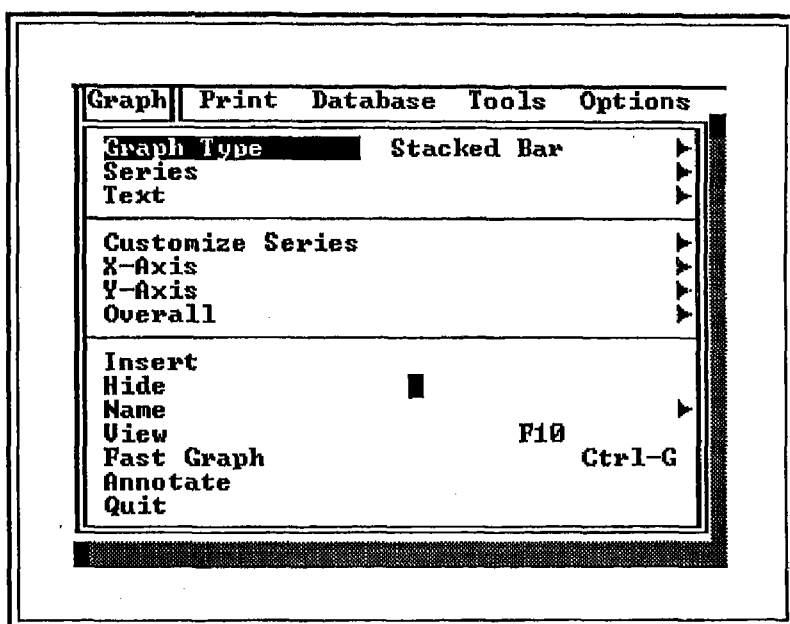 Graph Print Database Tools Options
Graph Type Stacked Bar
Series
Text
Customize Series
X-Axis
Y-Axis
Overall
Insert
Hide
Name
View F10
Fast Graph Ctrl-G
Annotate
Quit